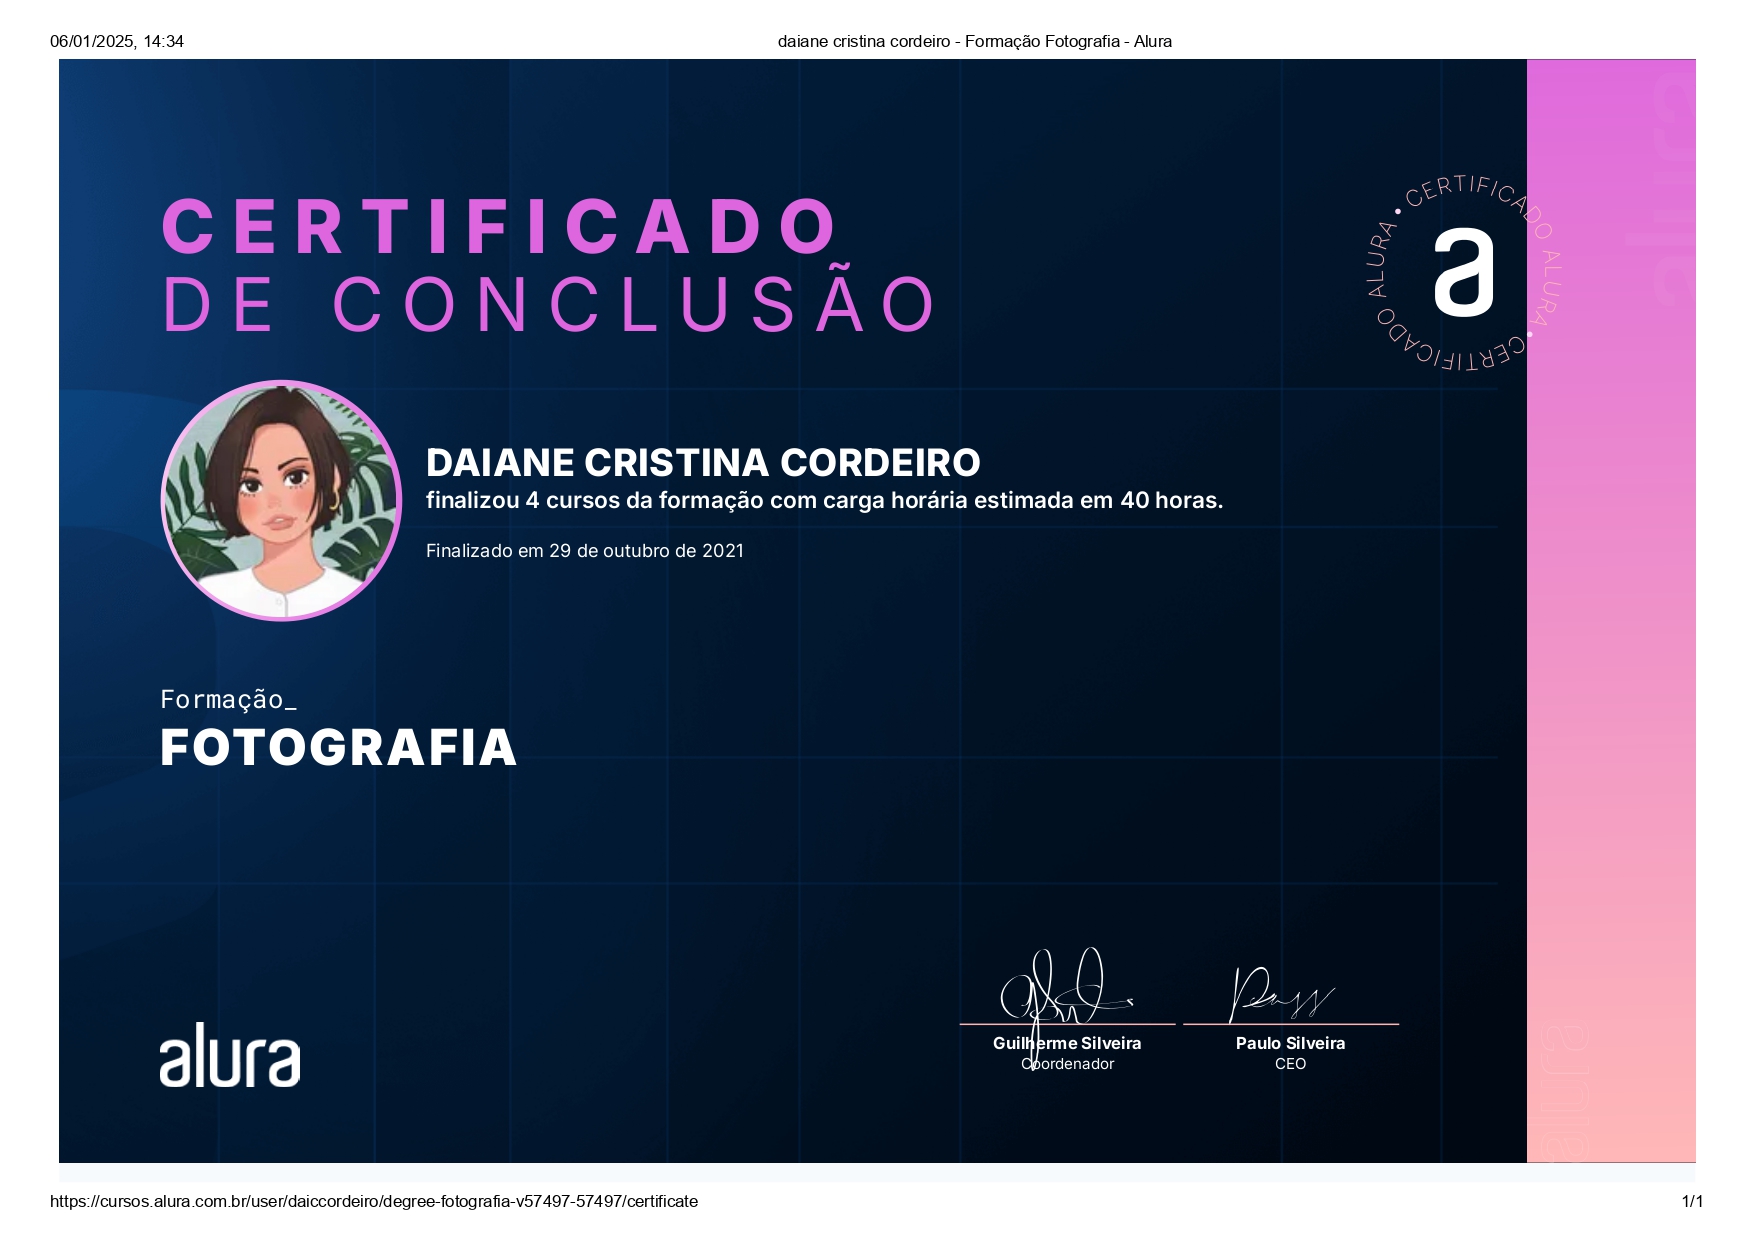 06/01/2025, 14:34
daiane cristina cordeiro - Formação Fotografia - Alura
alura
CERTIFICADO
DE CONCLUSÃO
• CERTIFICADO ALURA • CERTIFICADO ALURA
a
DAIANE CRISTINA CORDEIRO
finalizou 4 cursos da formação com carga horária estimada em 40 horas.
Finalizado em 29 de outubro de 2021
Formação_
FOTOGRAFIA
alura
Guilherme Silveira
Coordenador
Paulo Silveira
CEO
alura
https://cursos.alura.com.br/user/daiccordeiro/degree-fotografia-v57497-57497/certificate
1/1